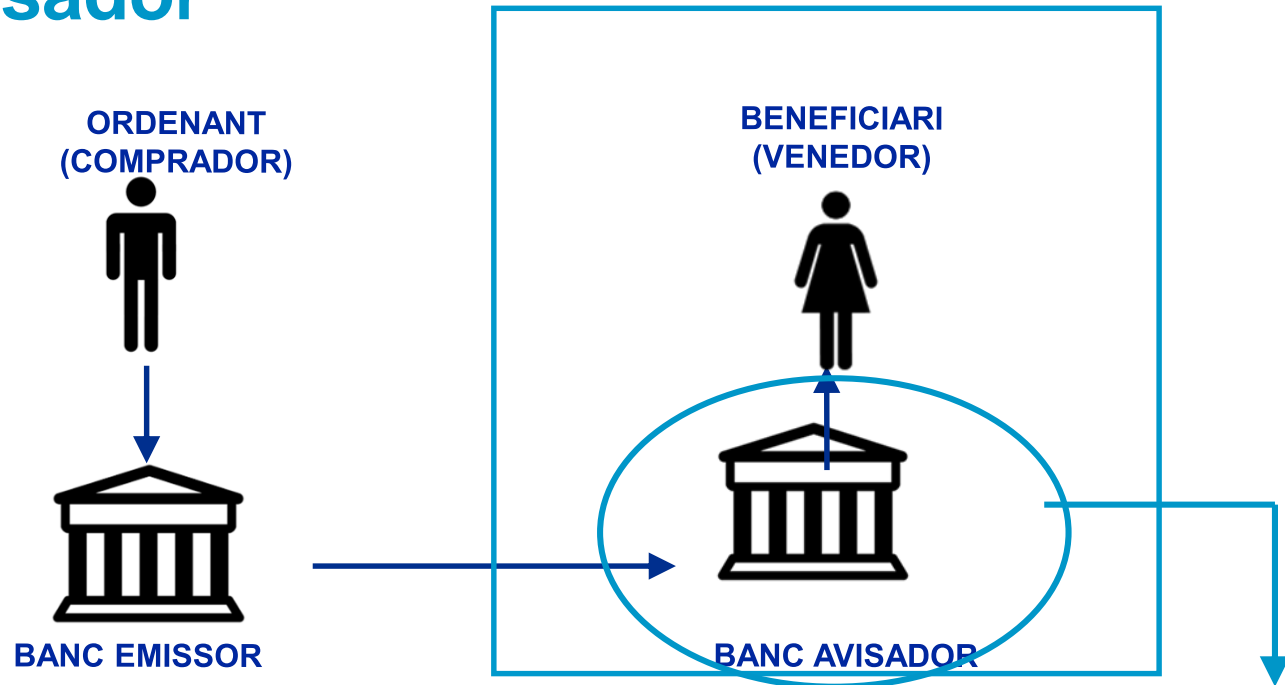 ORDENANT
(COMPRADOR)
BENEFICIARI
(VENEDOR)
BANC EMISSOR
BANC AVISADOR